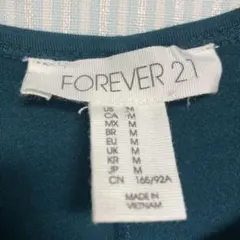 FOREVER 21
US M
CA M
MX M
BR M
EU M
UK M
KR M
JP M
CN 165/92A
MADE IN
VIETNAM